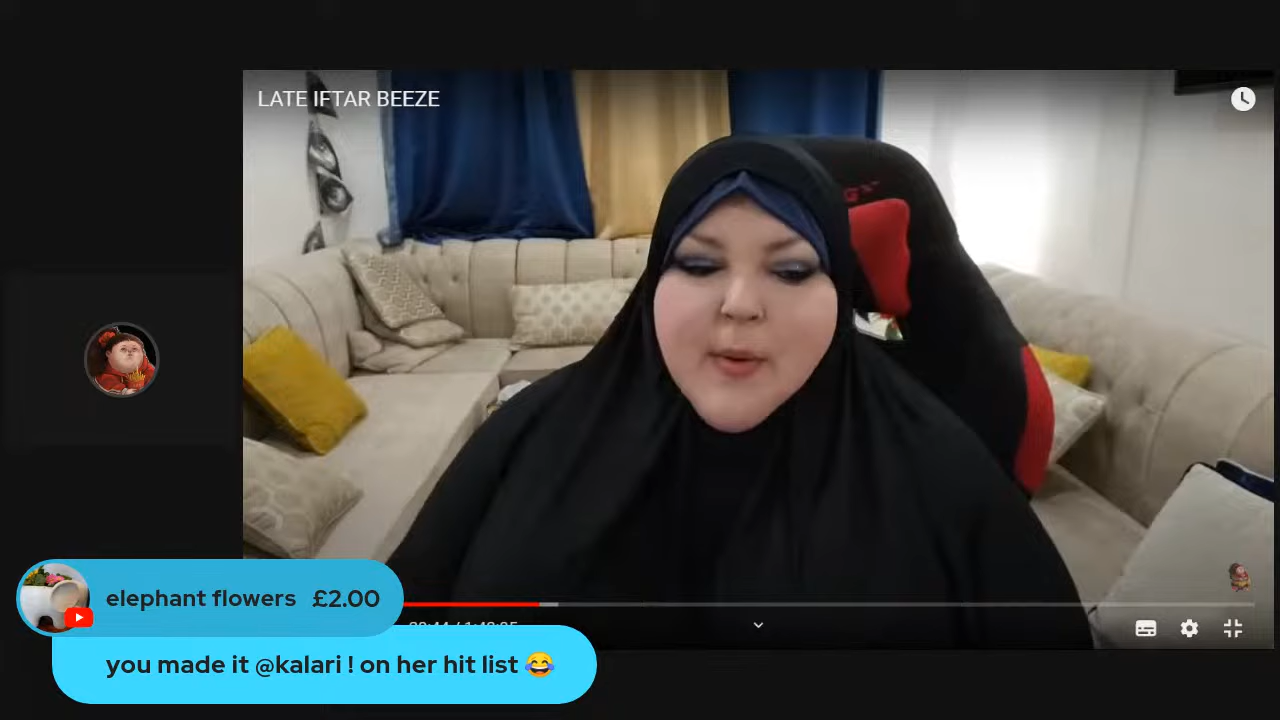 LATE IFTAR BEEZE
elephant flowers £2.00
you made it @kalari ! on her hit list 😂